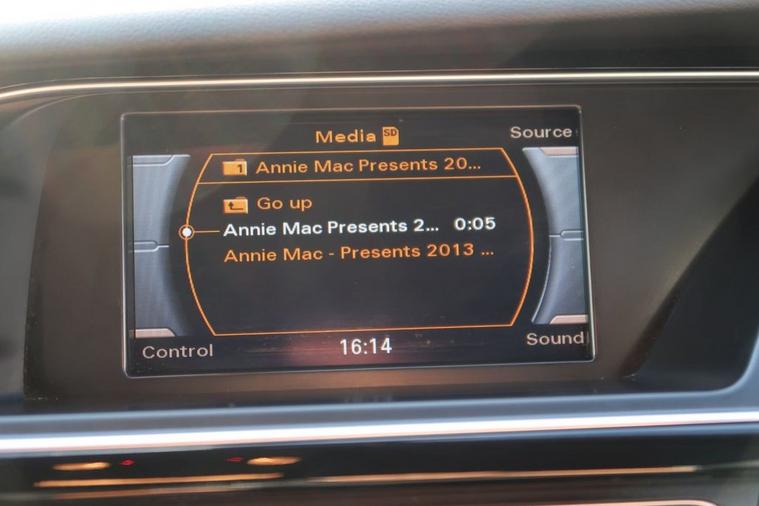 Media SD
Source
1 Annie Mac Presents 20...
Go up
Annie Mac Presents 2... 0:05
Annie Mac - Presents 2013 ...
Control
16:14
Sound